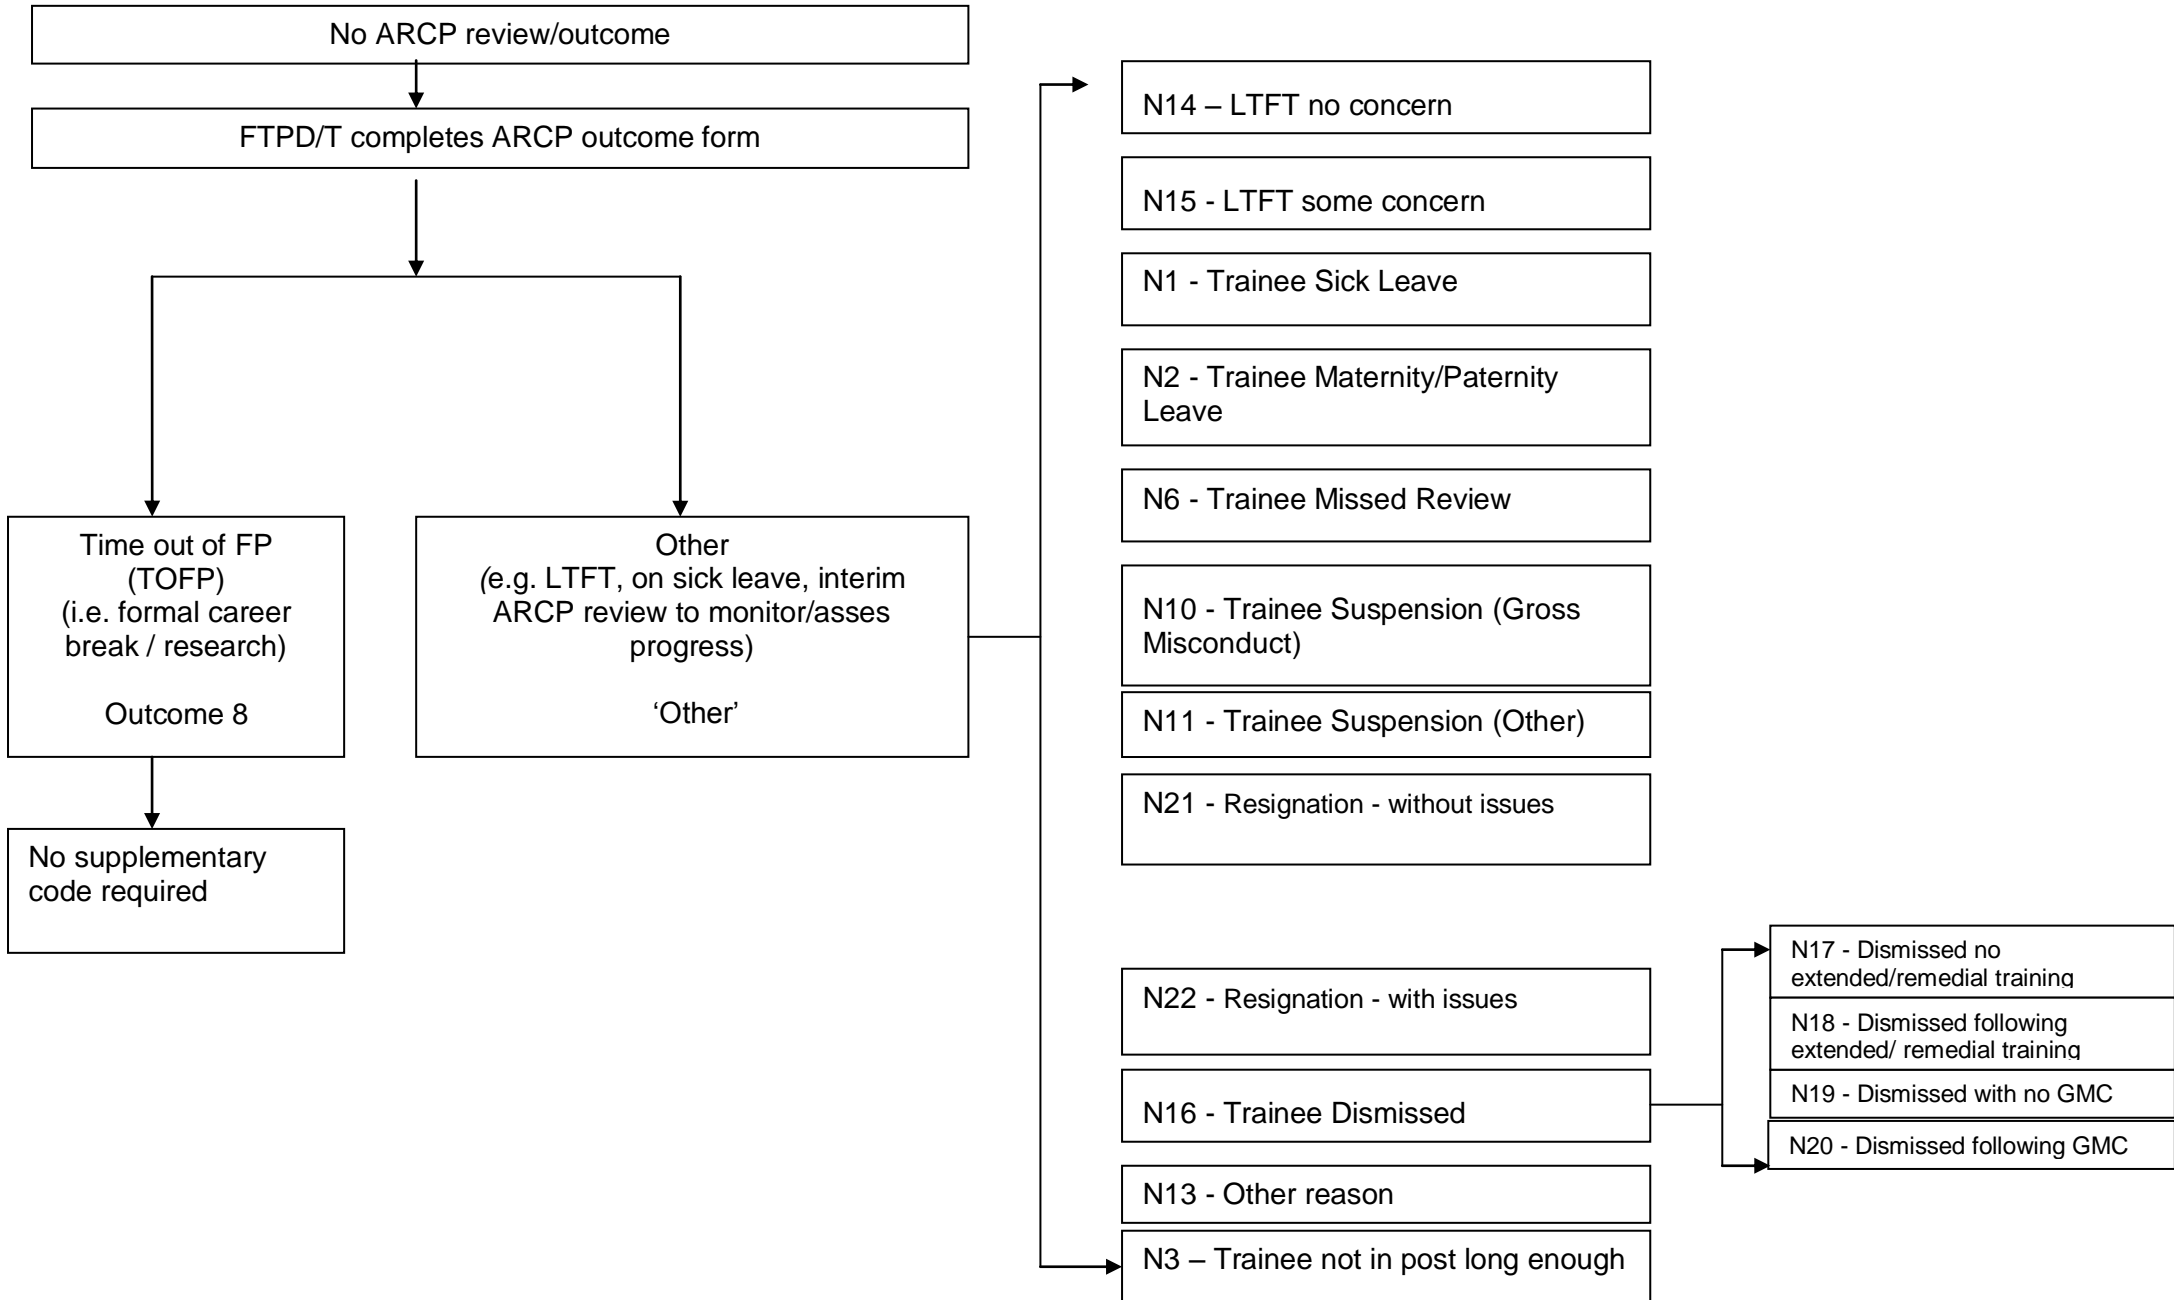 No ARCP review/outcome
FTPD/T completes ARCP outcome form
Time out of FP
(TOFP)
(i.e. formal career
break / research)
Outcome 8
No supplementary
code required
Other
(e.g. LTFT, on sick leave, interim
ARCP review to monitor/asses
progress)
‘Other’
N14 – LTFT no concern
N15 - LTFT some concern
N1 - Trainee Sick Leave
N2 - Trainee Maternity/Paternity
Leave
N6 - Trainee Missed Review
N10 - Trainee Suspension (Gross
Misconduct)
N11 - Trainee Suspension (Other)
N21 - Resignation - without issues
N22 - Resignation - with issues
N16 - Trainee Dismissed
N13 - Other reason
N3 – Trainee not in post long enough
N17 - Dismissed no
extended/remedial training
N18 - Dismissed following
extended/ remedial training
N19 - Dismissed with no GMC
N20 - Dismissed following GMC